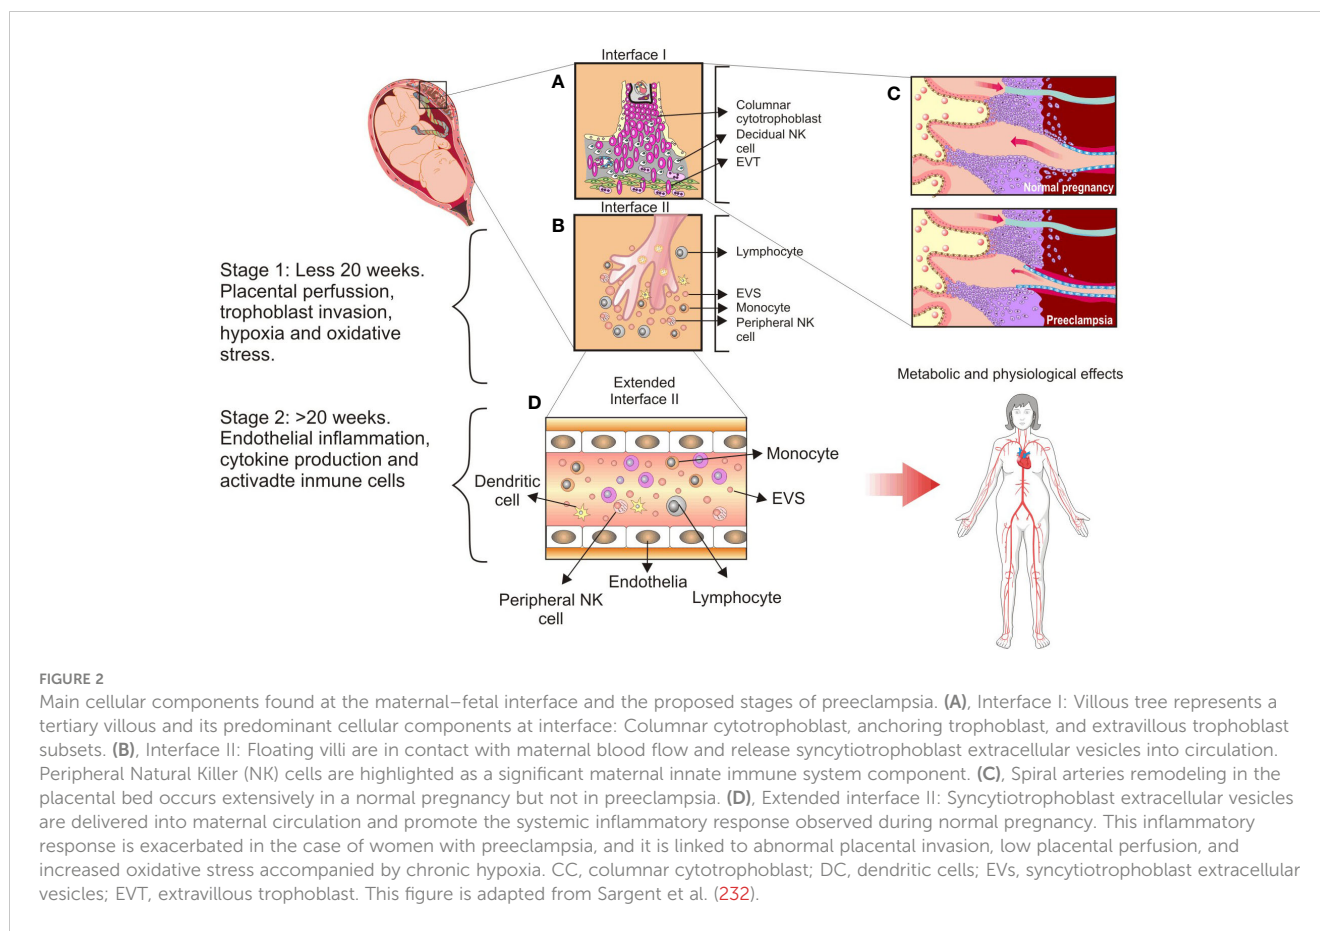 Interface I
A
Columnar
cytotrophoblast
Decidual NK
cell
EVT
Interface II
B
Lymphocyte
EVS
Monocyte
Peripheral NK
cell
C
Normal pregnancy
Preeclampsia
Stage 1: Less 20 weeks.
Placental perfussion,
trophoblast invasion,
hypoxia and oxidative
stress.
Stage 2: >20 weeks.
Endothelial inflammation,
cytokine production and
activadte inmune cells
Extended
Interface II
D
Monocyte
EVS
Dendritic
cell
Endothelia
Peripheral NK
cell
Lymphocyte
Metabolic and physiological effects
FIGURE 2
Main cellular components found at the maternal–fetal interface and the proposed stages of preeclampsia. (A), Interface I: Villous tree represents a
tertiary villous and its predominant cellular components at interface: Columnar cytotrophoblast, anchoring trophoblast, and extravillous trophoblast
subsets. (B), Interface II: Floating villi are in contact with maternal blood flow and release syncytiotrophoblast extracellular vesicles into circulation.
Peripheral Natural Killer (NK) cells are highlighted as a significant maternal innate immune system component. (C), Spiral arteries remodeling in the
placental bed occurs extensively in a normal pregnancy but not in preeclampsia. (D), Extended interface II: Syncytiotrophoblast extracellular vesicles
are delivered into maternal circulation and promote the systemic inflammatory response observed during normal pregnancy. This inflammatory
response is exacerbated in the case of women with preeclampsia, and it is linked to abnormal placental invasion, low placental perfusion, and
increased oxidative stress accompanied by chronic hypoxia. CC, columnar cytotrophoblast; DC, dendritic cells; EVs, syncytiotrophoblast extracellular
vesicles; EVT, extravillous trophoblast. This figure is adapted from Sargent et al. (232).